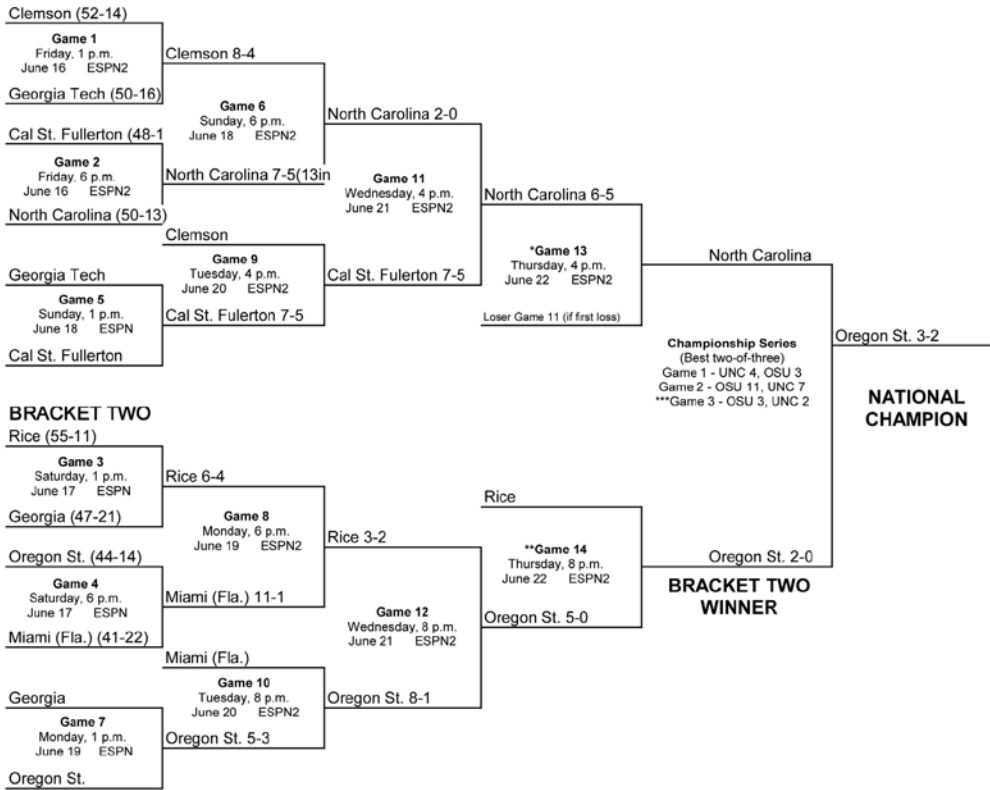 Clemson (52-14)
Game 1
Friday, 1 p.m.
June 16 ESPN2
Georgia Tech (50-16)
Clemson 8-4
Cal St. Fullerton (48-1
Game 2
Friday, 6 p.m.
June 16 ESPN2
North Carolina (50-13)
Game 6
Sunday, 6 p.m.
June 18 ESPN2
North Carolina 7-5(13in
North Carolina 2-0
Clemson
Game 9
Tuesday, 4 p.m.
June 20 ESPN2
Cal St. Fulerton 7-5
Georgia Tech
Game 5
Sunday, 1 p.m.
June 18 ESPN
Cal St. Fullerton
Game 11
Wednesday, 4 p.m.
June 21 ESPN2
Cal St. Fulerton 7-5
North Carolina 6-5
*Game 13
Thursday, 4 p.m.
June 22 ESPN2
Loser Game 11 (if first loss)
North Carolina
Championship Series
(Best two-of-three)
Game 1 - UNC 4, OSU 3
Game 2 - OSU 11, UNC 7
***Game 3 - OSU 3, UNC 2
Oregon St. 3-2
NATIONAL
CHAMPION
BRACKET TWO
Rice (55-11)
Game 3
Saturday, 1 p.m.
June 17 ESPN
Georgia (47-21)
Rice 6-4
Oregon St. (44-14)
Game 4
Saturday, 6 p.m.
June 17 ESPN
Miami (Fla.) (41-22)
Game 8
Monday, 6 p.m.
June 19 ESPN2
Miami (Fla.) 11-1
Rice 3-2
Miami (Fla.)
Game 10
Tuesday, 8 p.m.
June 20 ESPN2
Oregon St. 5-3
Georgia
Game 7
Monday, 1 p.m.
June 19 ESPN
Oregon St.
Game 12
Wednesday, 8 p.m.
June 21 ESPN2
Oregon St. 8-1
Rice
**Game 14
Thursday, 8 p.m.
June 22 ESPN2
Oregon St. 5-0
Oregon St. 2-0
BRACKET TWO
WINNER